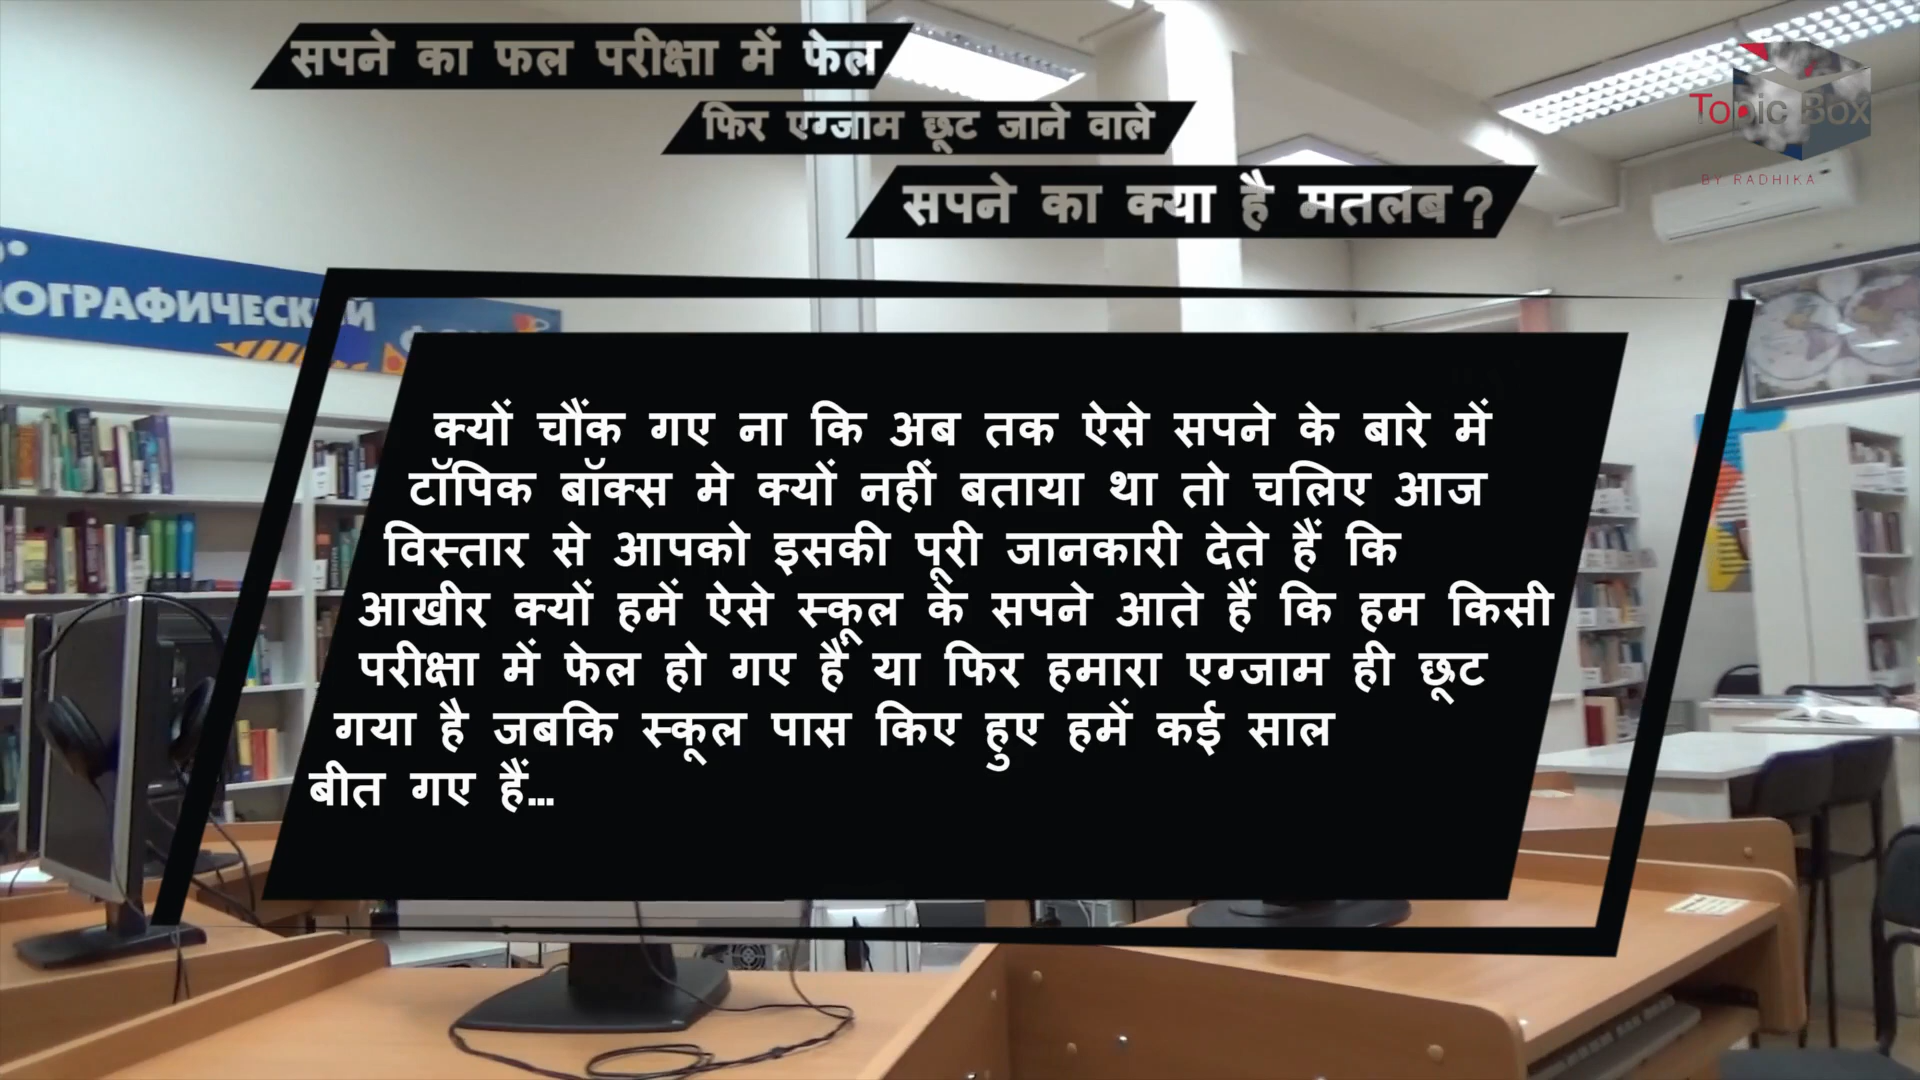 सपने का फल परीक्षा में फेल
फिर एग्जाम छूट जाने वाले
सपने का क्या है मतलब ?
Topic Box
BY RADHIKA
ОГРАФИЧЕСКИЙ
क्यों चौंक गए ना कि अब तक ऐसे सपने के बारे में
टॉपिक बॉक्स मे क्यों नहीं बताया था तो चलिए आज
विस्तार से आपको इसकी पूरी जानकारी देते हैं कि
आखीर क्यों हमें ऐसे स्कूल के सपने आते हैं कि हम किसी
परीक्षा में फेल हो गए हैं या फिर हमारा एग्जाम ही छूट
गया है जबकि स्कूल पास किए हुए हमें कई साल
बीत गए हैं...